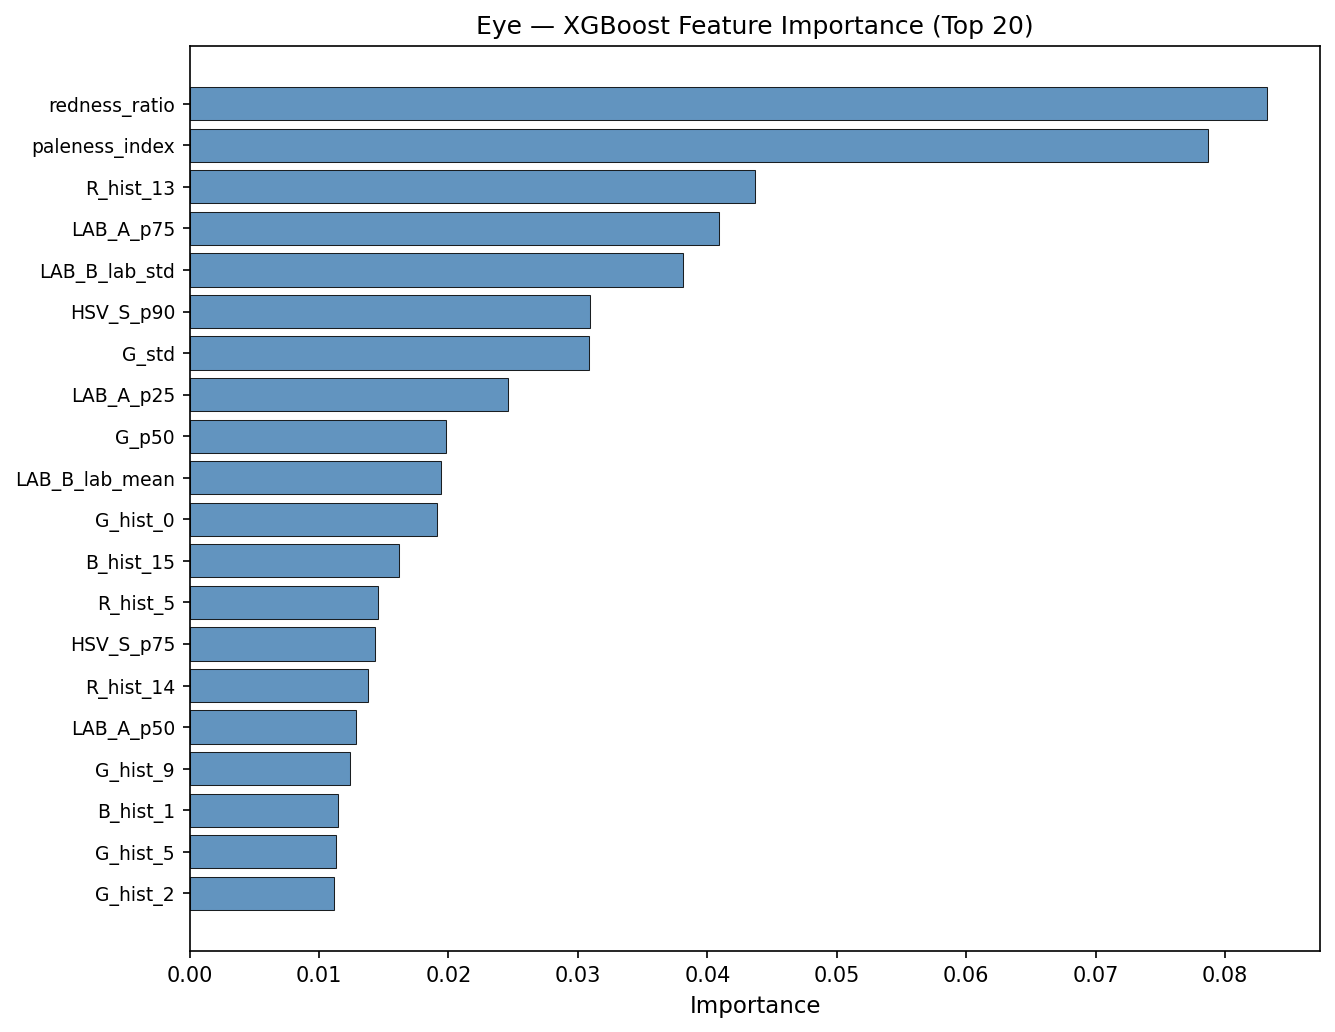 Eye — XGBoost Feature Importance (Top 20)
redness_ratio
paleness_index
R_hist_13
LAB_A_p75
LAB_B_lab_std
HSV_S_p90
G_std
LAB_A_p25
G_p50
LAB_B_lab_mean
G_hist_0
B_hist_15
R_hist_5
HSV_S_p75
R_hist_14
LAB_A_p50
G_hist_9
B_hist_1
G_hist_5
G_hist_2
0.00 0.01 0.02 0.03 0.04 0.05 0.06 0.07 0.08
Importance